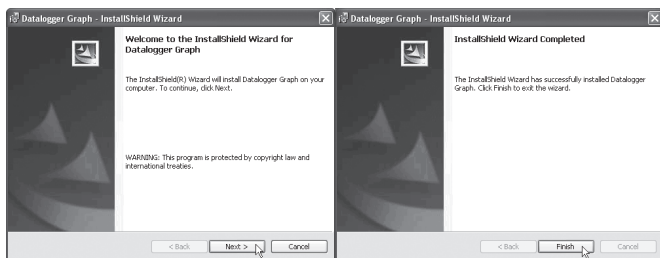 Datalogger Graph - InstallShield Wizard
Welcome to the InstallShield Wizard for
Datalogger Graph
The InstallShield(R) Wizard will install Datalogger Graph on your
computer. To continue, click Next.
WARNING: This program is protected by copyright law and
international treaties.
< Back
Next >
Cancel
Datalogger Graph - InstallShield Wizard
InstallShield Wizard Completed
The InstallShield Wizard has successfully installed Datalogger
Graph. Click Finish to exit the wizard.
< Back
Finish
Cancel